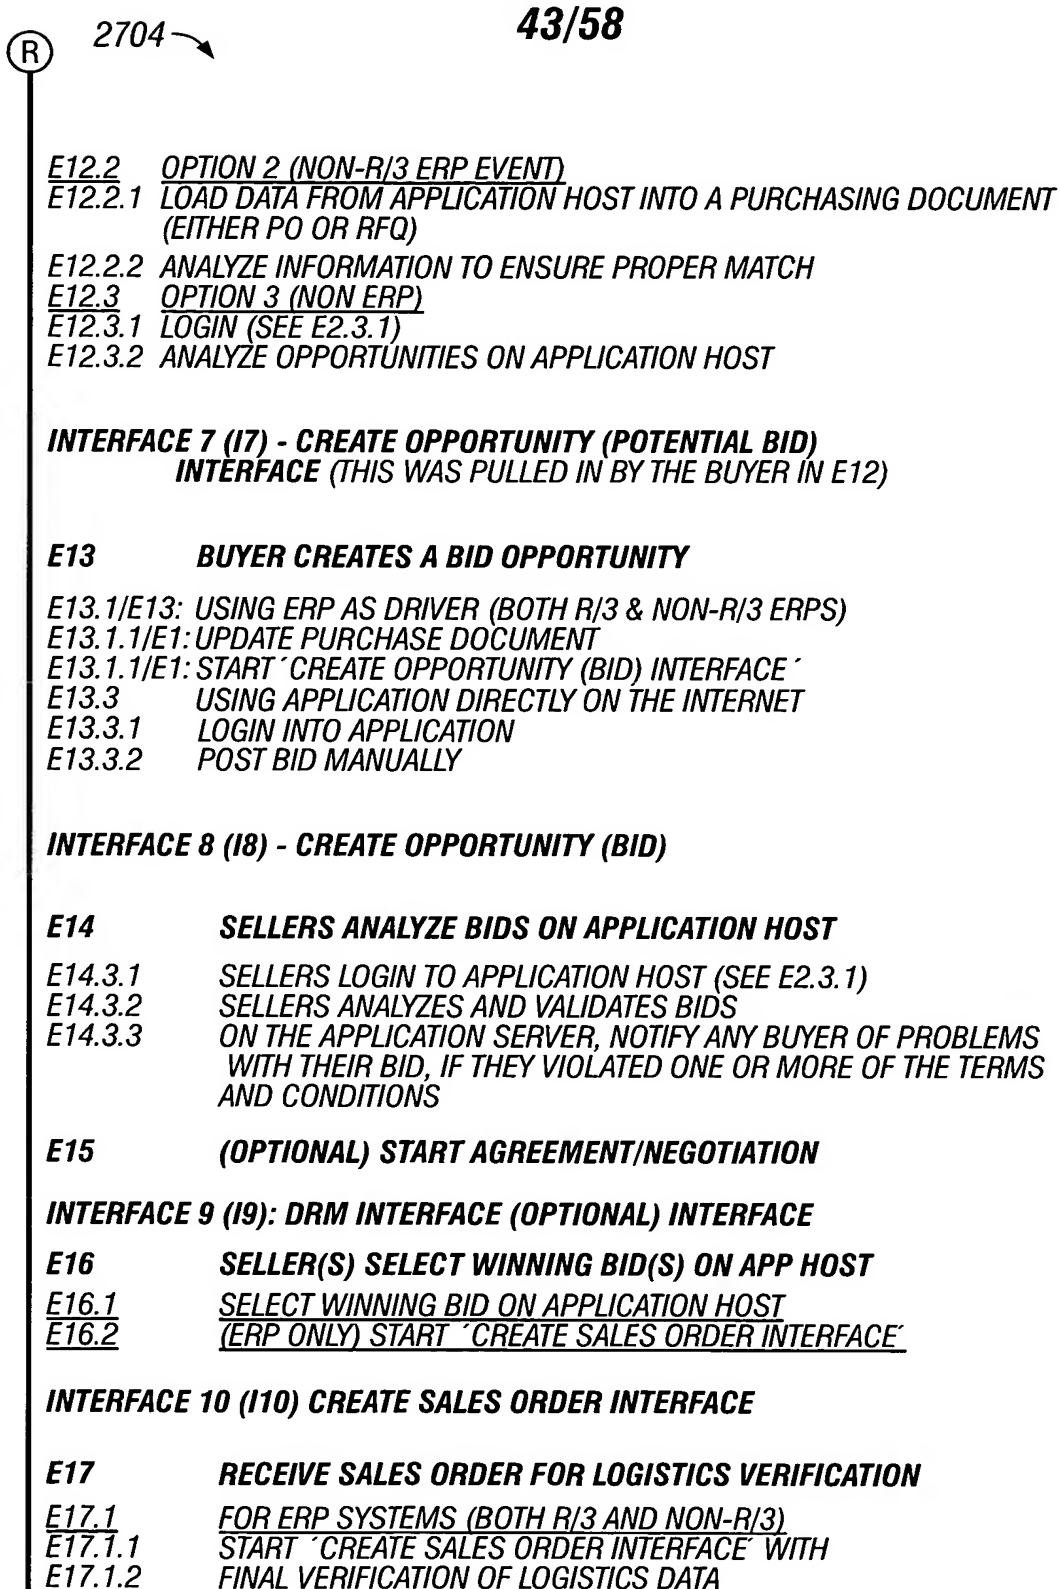 R 2704 43/58
E12.2 OPTION 2 (NON-R/3 ERP EVENT)
E12.2.1 LOAD DATA FROM APPLICATION HOST INTO A PURCHASING DOCUMENT
(EITHER PO OR RFQ)
E12.2.2 ANALYZE INFORMATION TO ENSURE PROPER MATCH
E12.3 OPTION 3 (NON ERP)
E12.3.1 LOGIN (SEE E2.3.1)
E12.3.2 ANALYZE OPPORTUNITIES ON APPLICATION HOST
INTERFACE 7 (I7) - CREATE OPPORTUNITY (POTENTIAL BID)
INTERFACE (THIS WAS PULLED IN BY THE BUYER IN E12)
E13 BUYER CREATES A BID OPPORTUNITY
E13.1/E13: USING ERP AS DRIVER (BOTH R/3 & NON-R/3 ERPS)
E13.1.1/E1: UPDATE PURCHASE DOCUMENT
E13.1.1/E1: START ´CREATE OPPORTUNITY (BID) INTERFACE ´
E13.3 USING APPLICATION DIRECTLY ON THE INTERNET
E13.3.1 LOGIN INTO APPLICATION
E13.3.2 POST BID MANUALLY
INTERFACE 8 (I8) - CREATE OPPORTUNITY (BID)
E14 SELLERS ANALYZE BIDS ON APPLICATION HOST
E14.3.1 SELLERS LOGIN TO APPLICATION HOST (SEE E2.3.1)
E14.3.2 SELLERS ANALYZES AND VALIDATES BIDS
E14.3.3 ON THE APPLICATION SERVER, NOTIFY ANY BUYER OF PROBLEMS
WITH THEIR BID, IF THEY VIOLATED ONE OR MORE OF THE TERMS
AND CONDITIONS
E15 (OPTIONAL) START AGREEMENT/NEGOTIATION
INTERFACE 9 (I9): DRM INTERFACE (OPTIONAL) INTERFACE
E16 SELLER(S) SELECT WINNING BID(S) ON APP HOST
E16.1 SELECT WINNING BID ON APPLICATION HOST
E16.2 (ERP ONLY) START ´CREATE SALES ORDER INTERFACE´
INTERFACE 10 (I10) CREATE SALES ORDER INTERFACE
E17 RECEIVE SALES ORDER FOR LOGISTICS VERIFICATION
E17.1 FOR ERP SYSTEMS (BOTH R/3 AND NON-R/3)
E17.1.1 START ´CREATE SALES ORDER INTERFACE´ WITH
E17.1.2 FINAL VERIFICATION OF LOGISTICS DATA